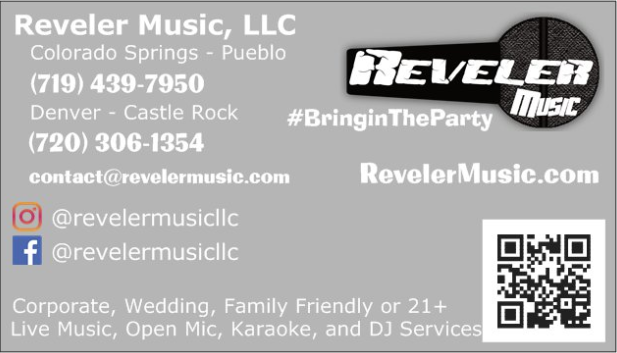 Reveler Music, LLC
Colorado Springs - Pueblo
(719) 439-7950
Denver - Castle Rock
(720) 306-1354
contact@revelermusic.com
REVELER
MUSIC
#BringinTheParty
RevelerMusic.com
@revelermusicllc
@revelermusicllc
Corporate, Wedding, Family Friendly or 21+
Live Music, Open Mic, Karaoke, and DJ Services